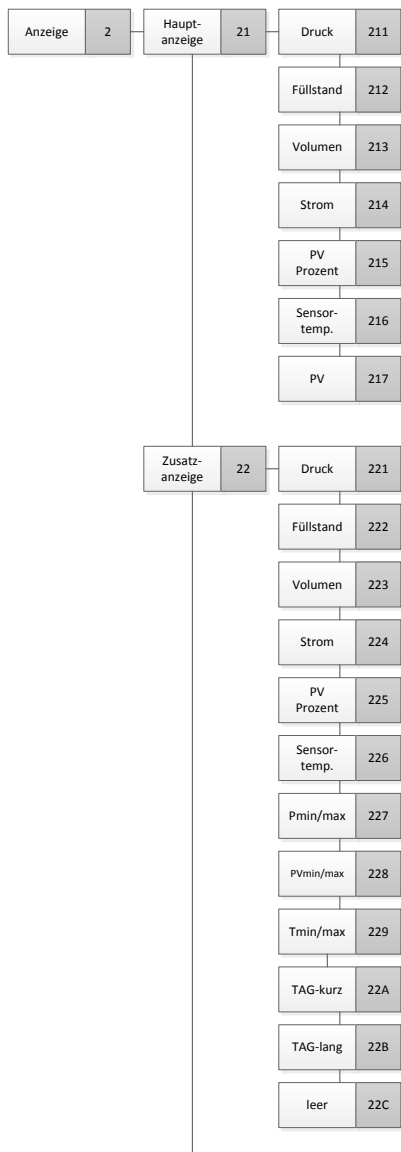 Anzeige 2 Haupt- 21 Druck 211
anzeige
Füllstand 212
Volumen 213
Strom 214
PV 215
Prozent
Sensor- 216
temp.
PV 217
Zusatz- 22 Druck 221
anzeige
Füllstand 222
Volumen 223
Strom 224
PV 225
Prozent
Sensor- 226
temp.
Pmin/max 227
PVmin/max 228
Tmin/max 229
TAG-kurz 22A
TAG-lang 22B
leer 22C